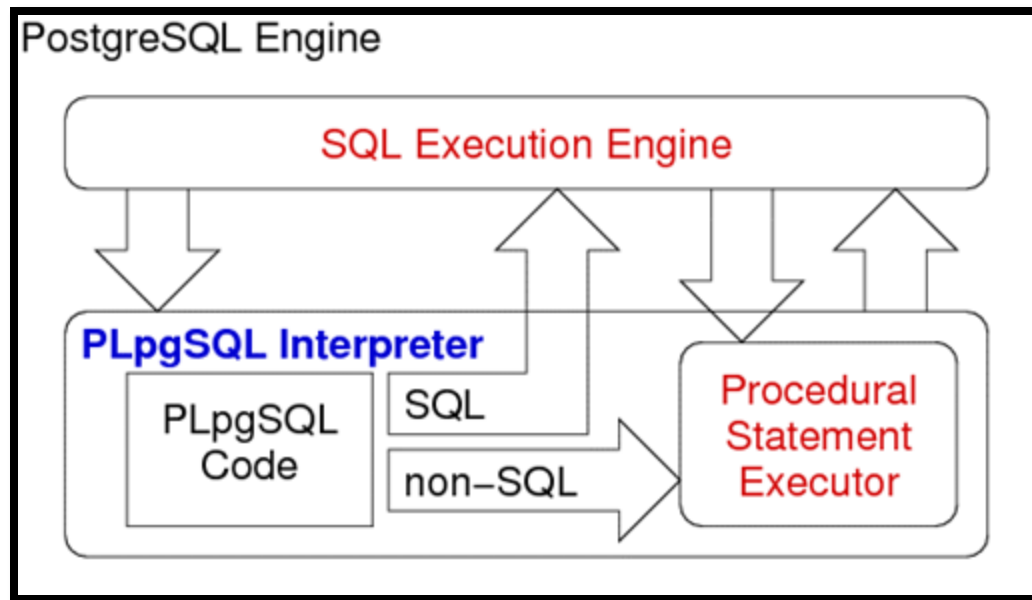 PostgreSQL Engine
SQL Execution Engine
PLpgSQL Interpreter
PLpgSQL
Code
SQL
non−SQL
Procedural
Statement
Executor